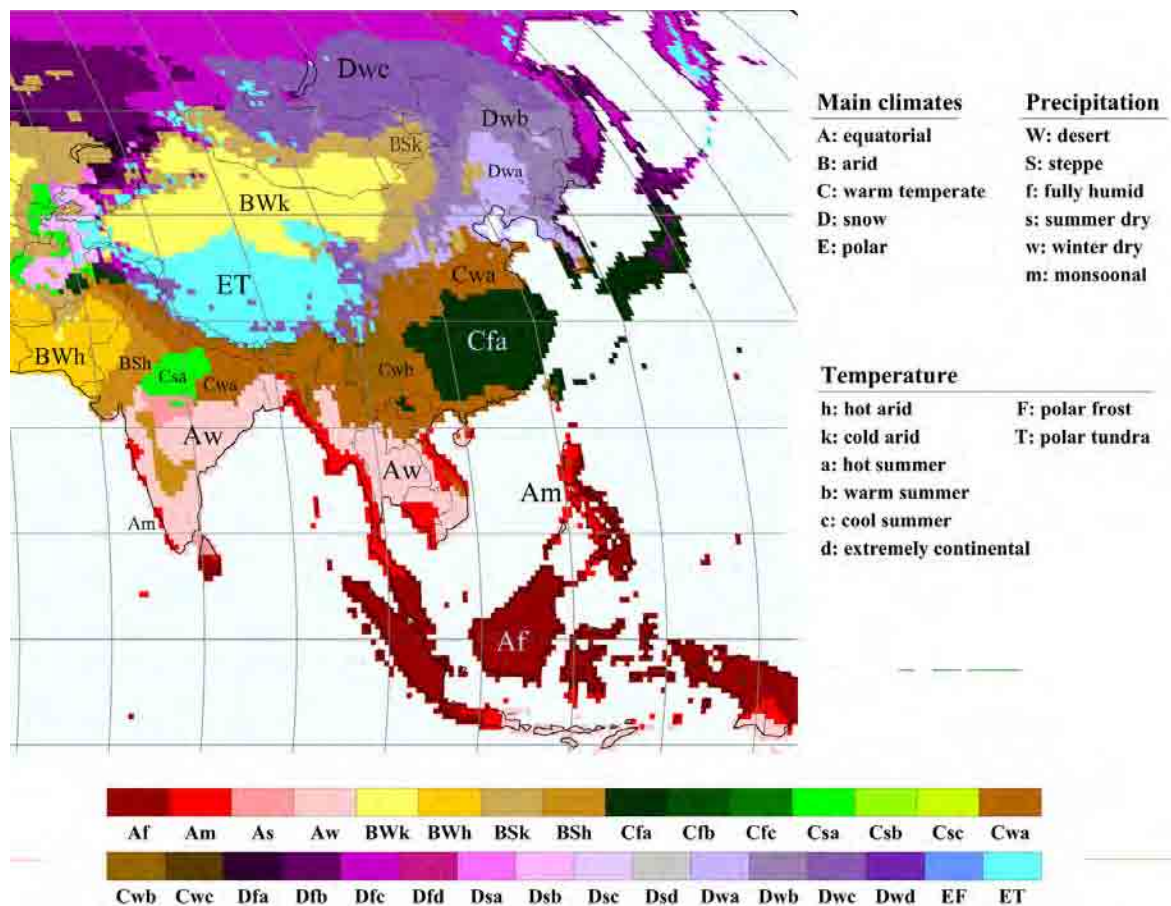 Dwc
Dwb
BSk
Dwa
BWk
Cwa
ET
Cfa
BWh
BSh
Csa
Cwa
Cwb
Aw
Aw
Am
Am
Af
Main climates
A: equatorial
B: arid
C: warm temperate
D: snow
E: polar
Precipitation
W: desert
S: steppe
f: fully humid
s: summer dry
w: winter dry
m: monsoonal
Temperature
h: hot arid
k: cold arid
a: hot summer
b: warm summer
c: cool summer
d: extremely continental
F: polar frost
T: polar tundra
Af Am As Aw BWk BWh BSk BSh Cfa Cfb Cfc Csa Csb Csc Cwa
Cwb Cwc Dfa Dfb Dfc Dfd Dsa Dsb Dsc Dsd Dwa Dwb Dwc Dwd EF ET